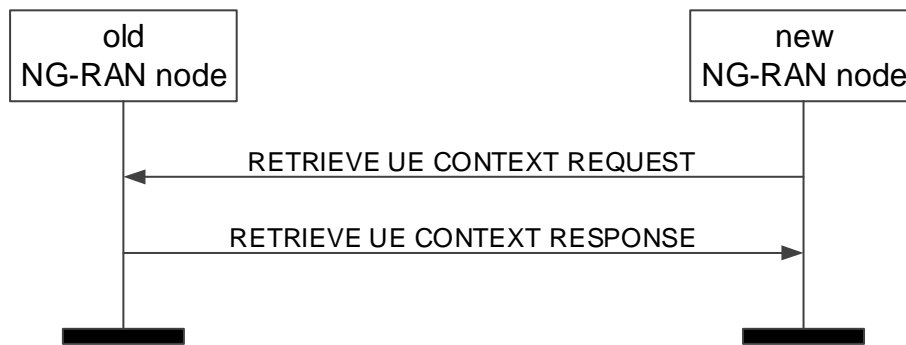 old
NG-RAN node
new
NG-RAN node
RETRIEVE UE CONTEXT REQUEST
RETRIEVE UE CONTEXT RESPONSE